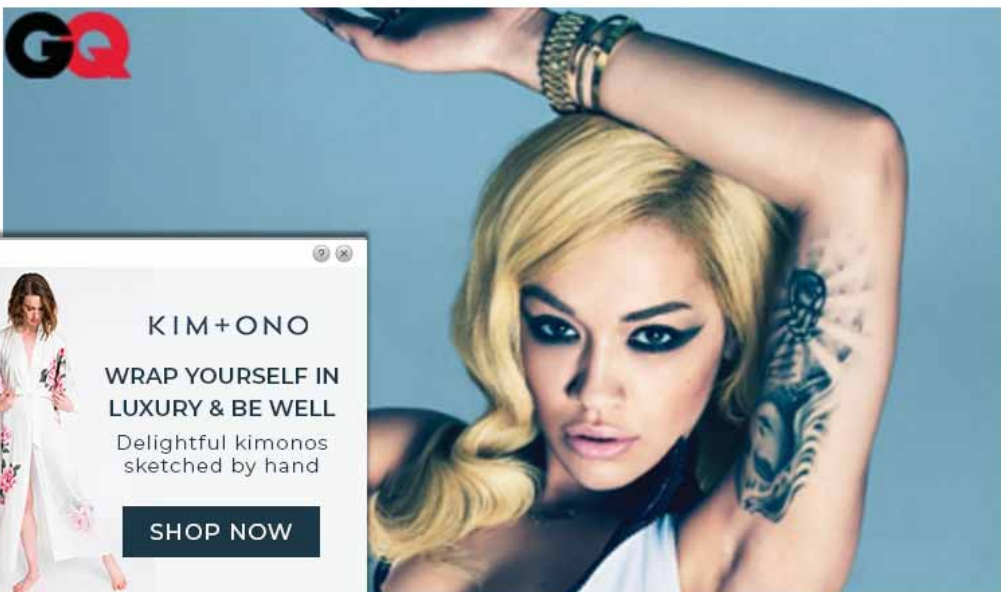 GQ
KIM+ONO
WRAP YOURSELF IN
LUXURY & BE WELL
Delightful kimonos
sketched by hand
SHOP NOW